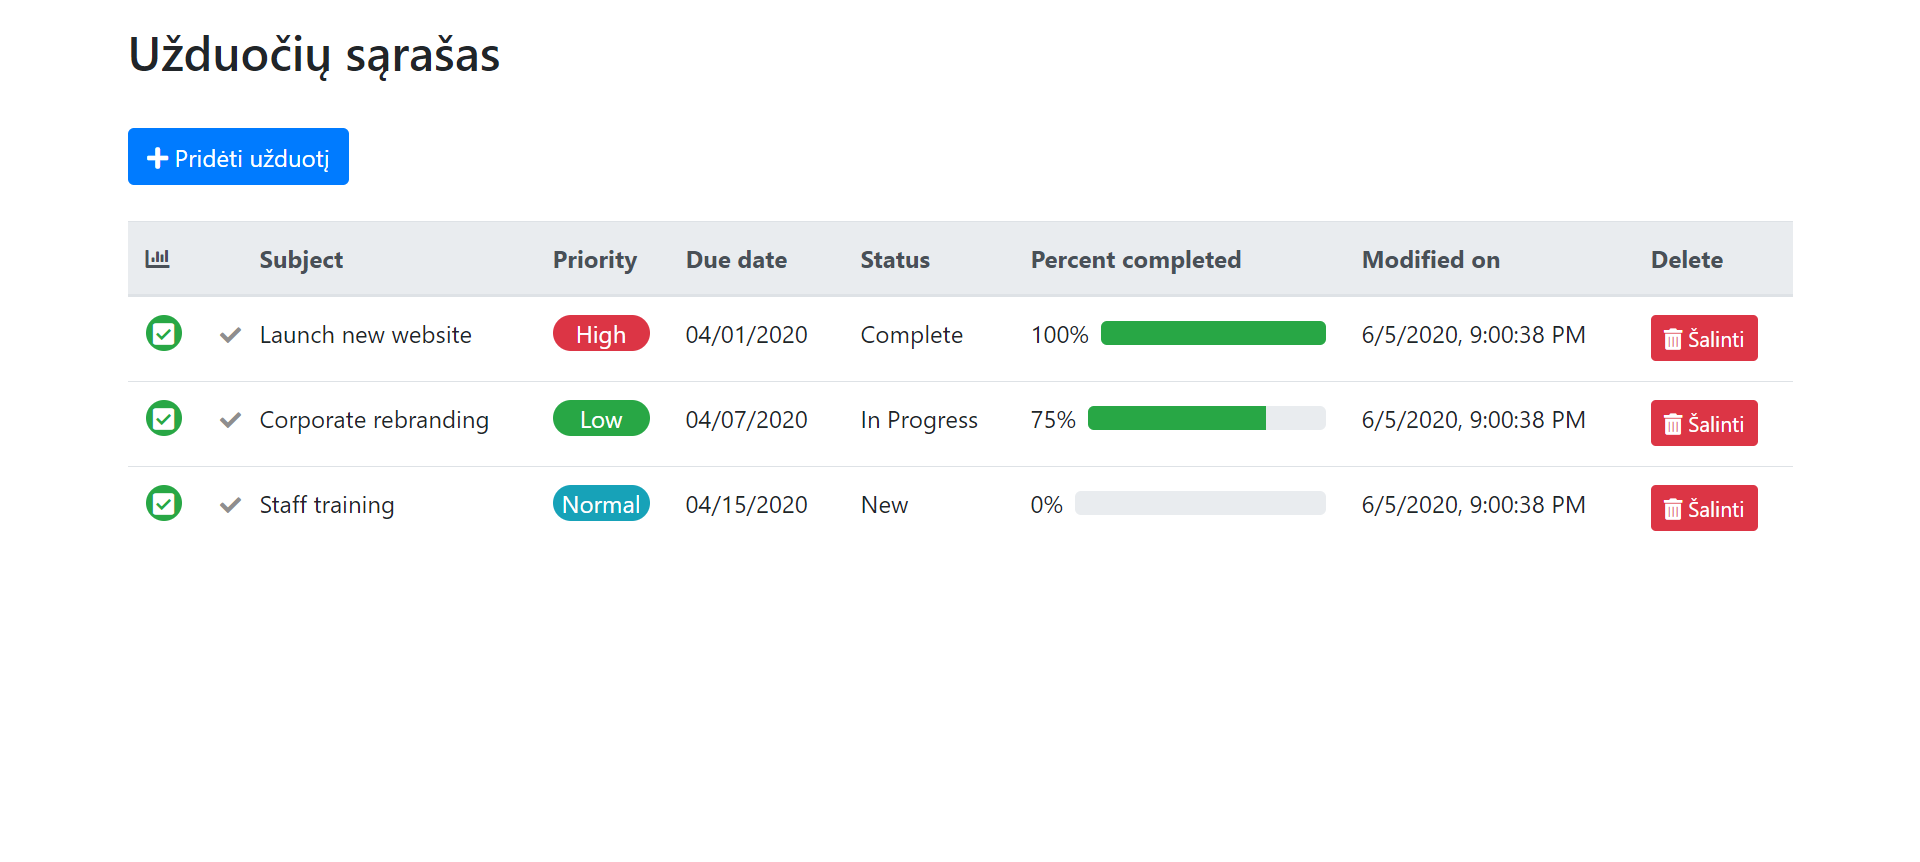 Užduočių sąrašas
Pridėti užduotį
Subject Priority Due date Status Percent completed Modified on Delete
Launch new website High 04/01/2020 Complete 100% 6/5/2020, 9:00:38 PM Šalinti
Corporate rebranding Low 04/07/2020 In Progress 75% 6/5/2020, 9:00:38 PM Šalinti
Staff training Normal 04/15/2020 New 0% 6/5/2020, 9:00:38 PM Šalinti